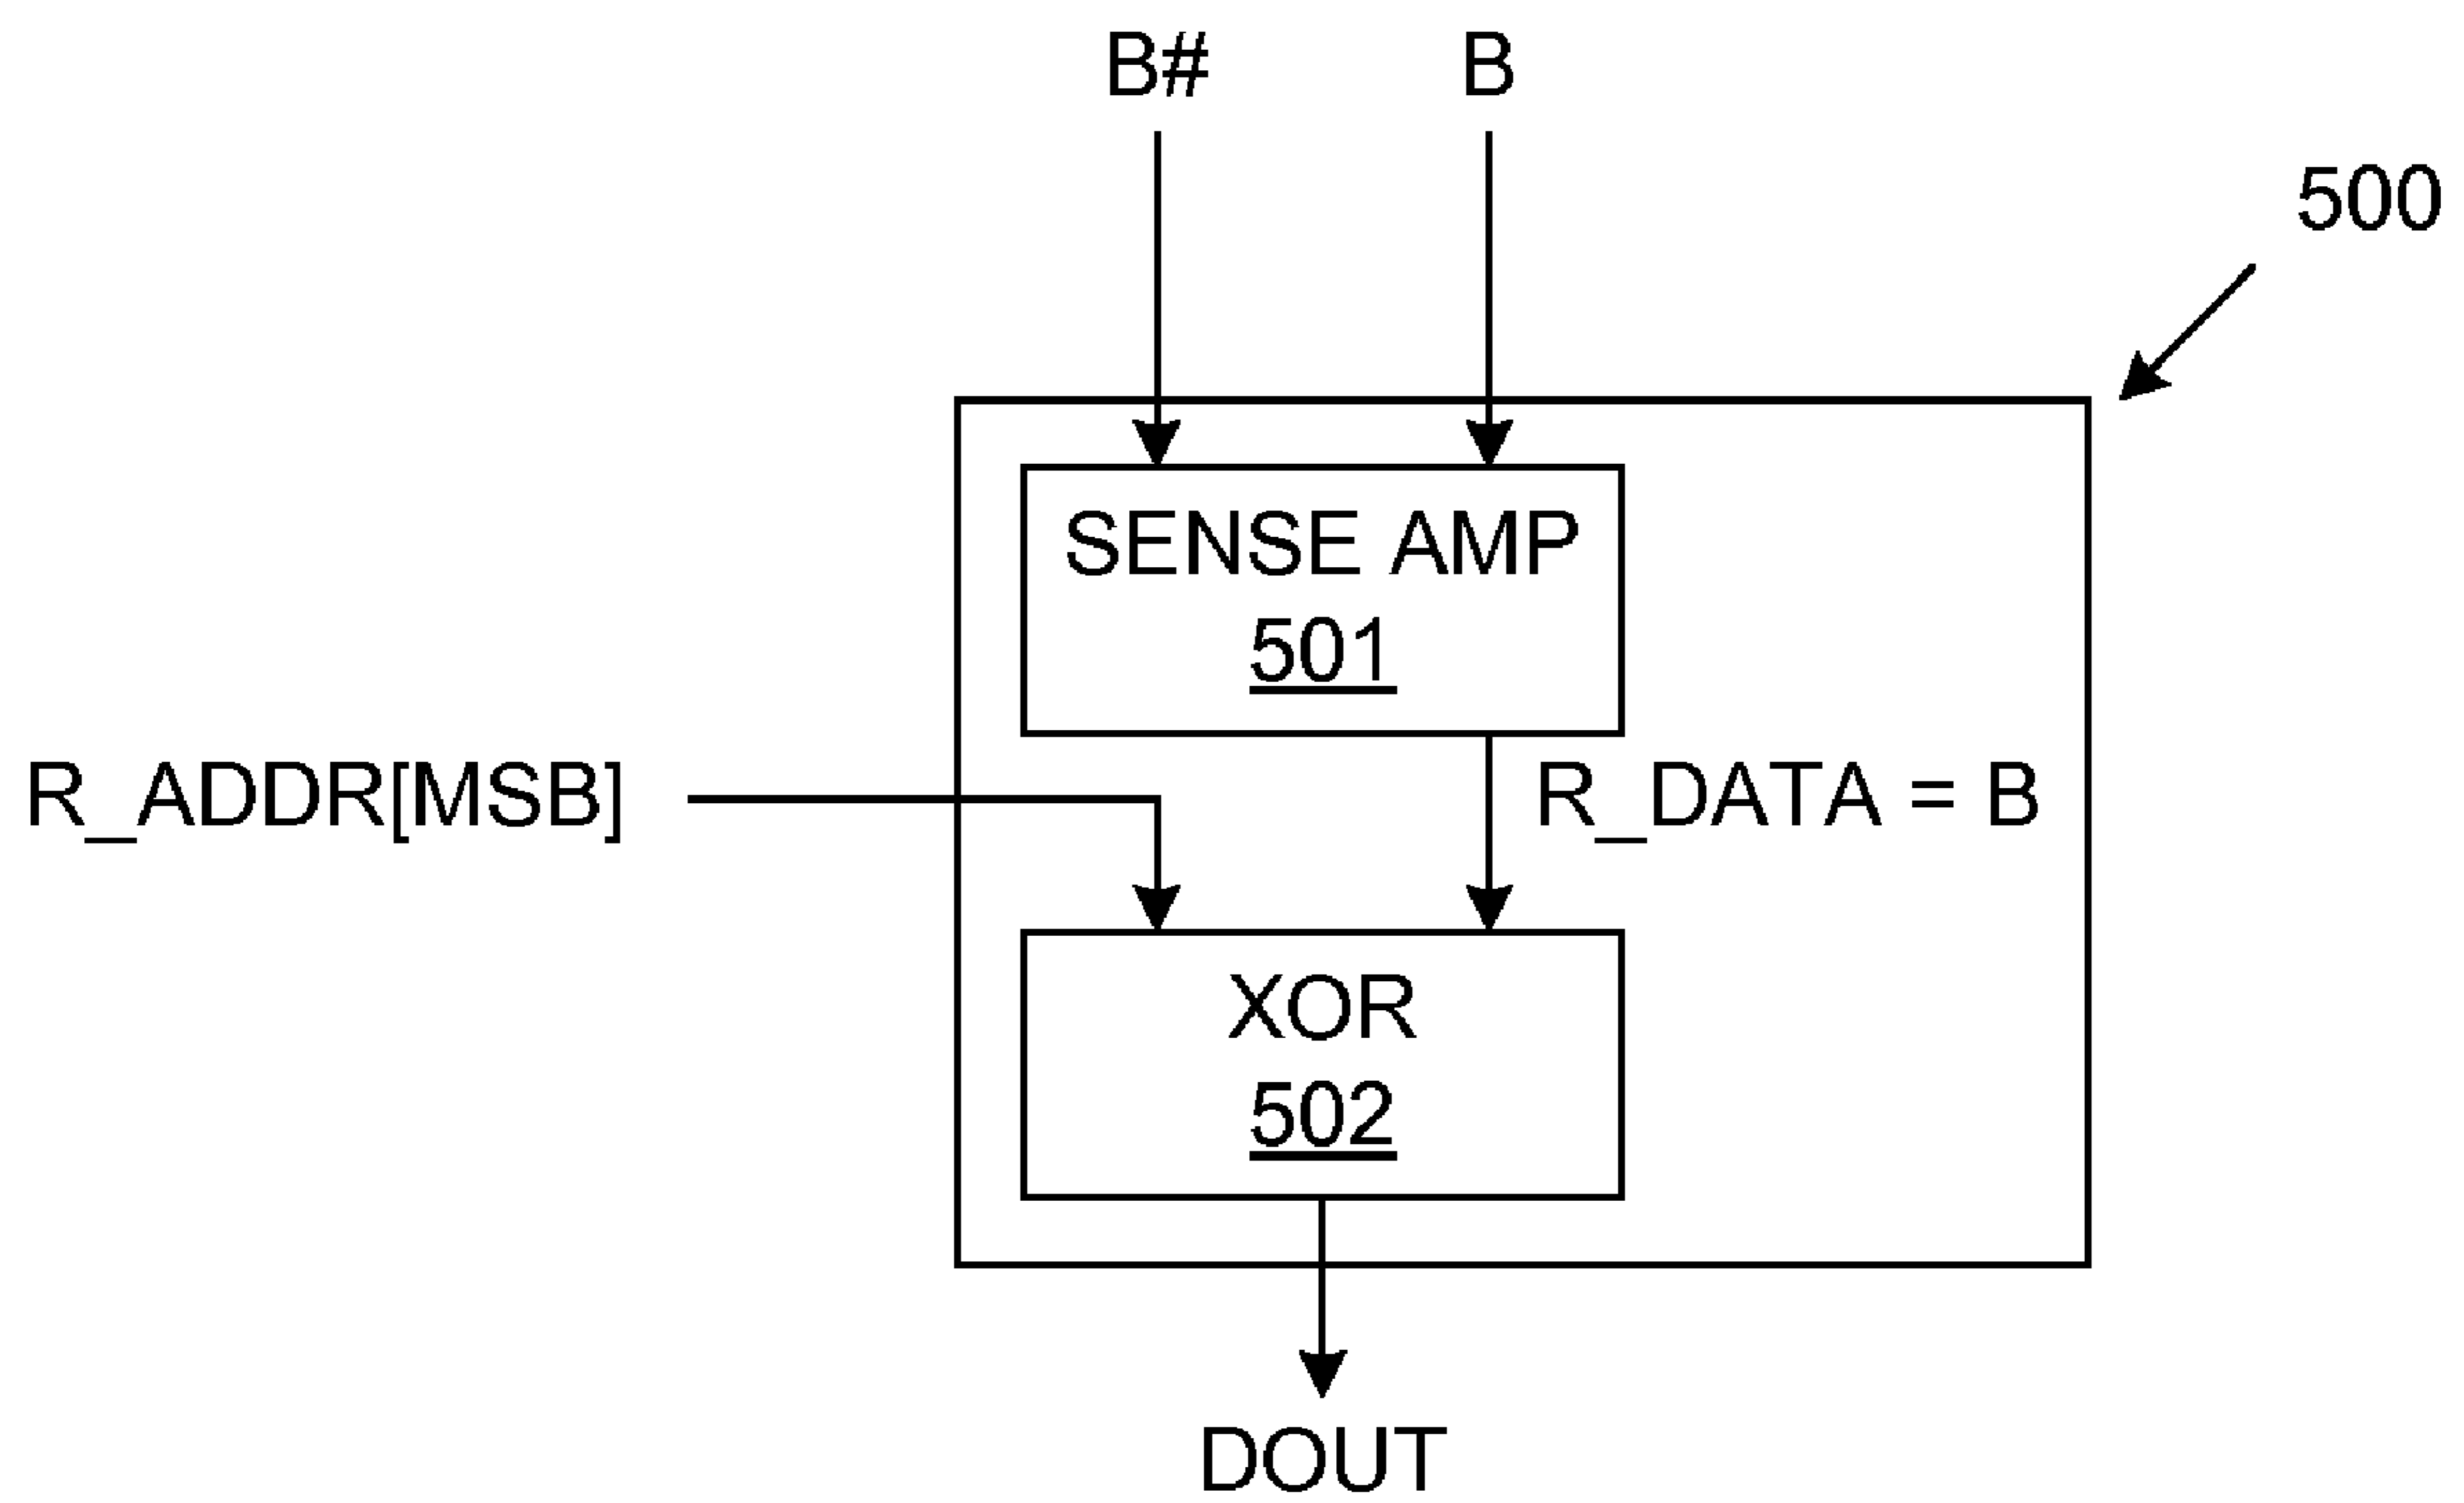 B# B
500
SENSE AMP
501
R_ADDR[MSB]
R_DATA = B
XOR
502
DOUT